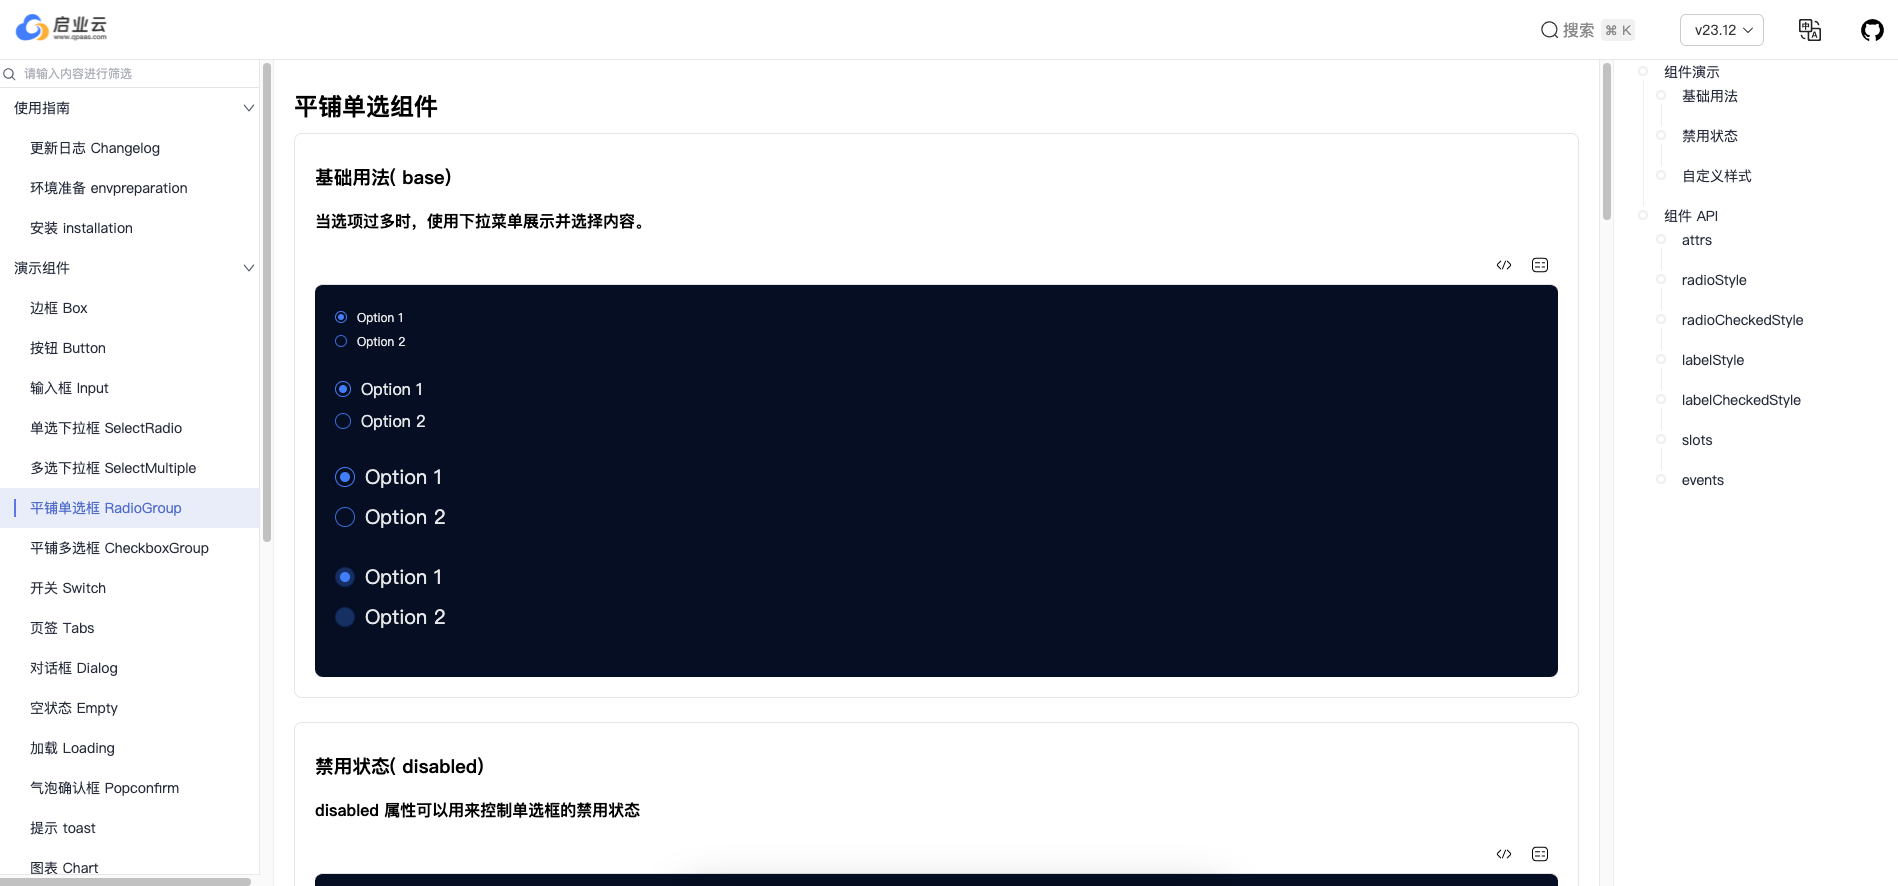 启业云
www.qpaas.com
搜索
⌘ K
v23.12
请输入内容进行筛选
使用指南
更新日志 Changelog
环境准备 envpreparation
安装 installation
演示组件
边框 Box
按钮 Button
输入框 Input
单选下拉框 SelectRadio
多选下拉框 SelectMultiple
平铺单选框 RadioGroup
平铺多选框 CheckboxGroup
开关 Switch
页签 Tabs
对话框 Dialog
空状态 Empty
加载 Loading
气泡确认框 Popconfirm
提示 toast
图表 Chart
平铺单选组件
基础用法( base)
当选项过多时，使用下拉菜单展示并选择内容。
Option 1
Option 2
Option 1
Option 2
Option 1
Option 2
Option 1
Option 2
禁用状态( disabled)
disabled 属性可以用来控制单选框的禁用状态
组件演示
基础用法
禁用状态
自定义样式
组件 API
attrs
radioStyle
radioCheckedStyle
labelStyle
labelCheckedStyle
slots
events